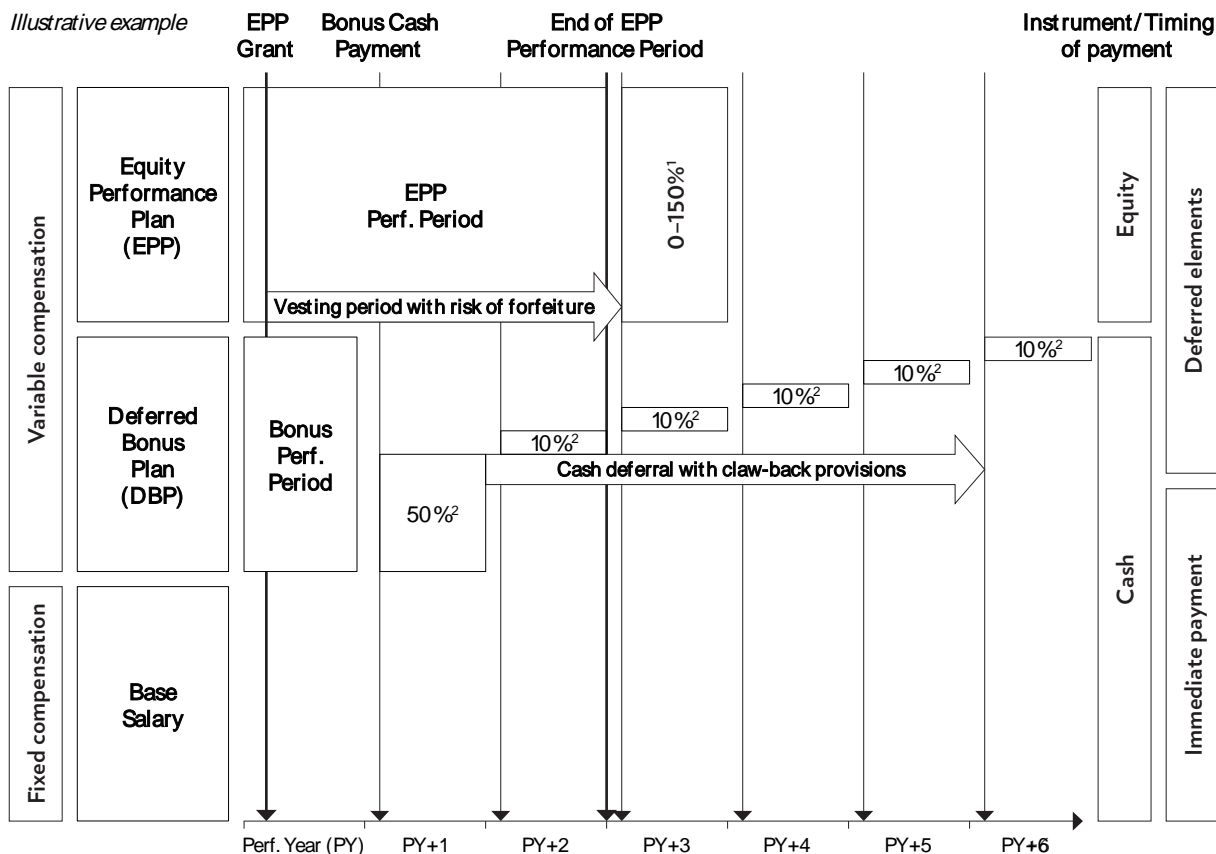 Illustrative example
EPP
Grant
Bonus Cash
Payment
End of EPP
Performance Period
Instrument/Timing
of payment
Variable compensation
Equity
Performance
Plan
(EPP)
EPP
Perf. Period
0–150%¹
Equity
Deferred elements
Vesting period with risk of forfeiture
Deferred
Bonus
Plan
(DBP)
Bonus
Perf.
Period
50%²
10%²
10%²
10%²
10%²
10%²
Cash deferral with claw-back provisions
Cash
Immediate payment
Fixed compensation
Base
Salary
Perf. Year (PY)
PY+1
PY+2
PY+3
PY+4
PY+5
PY+6